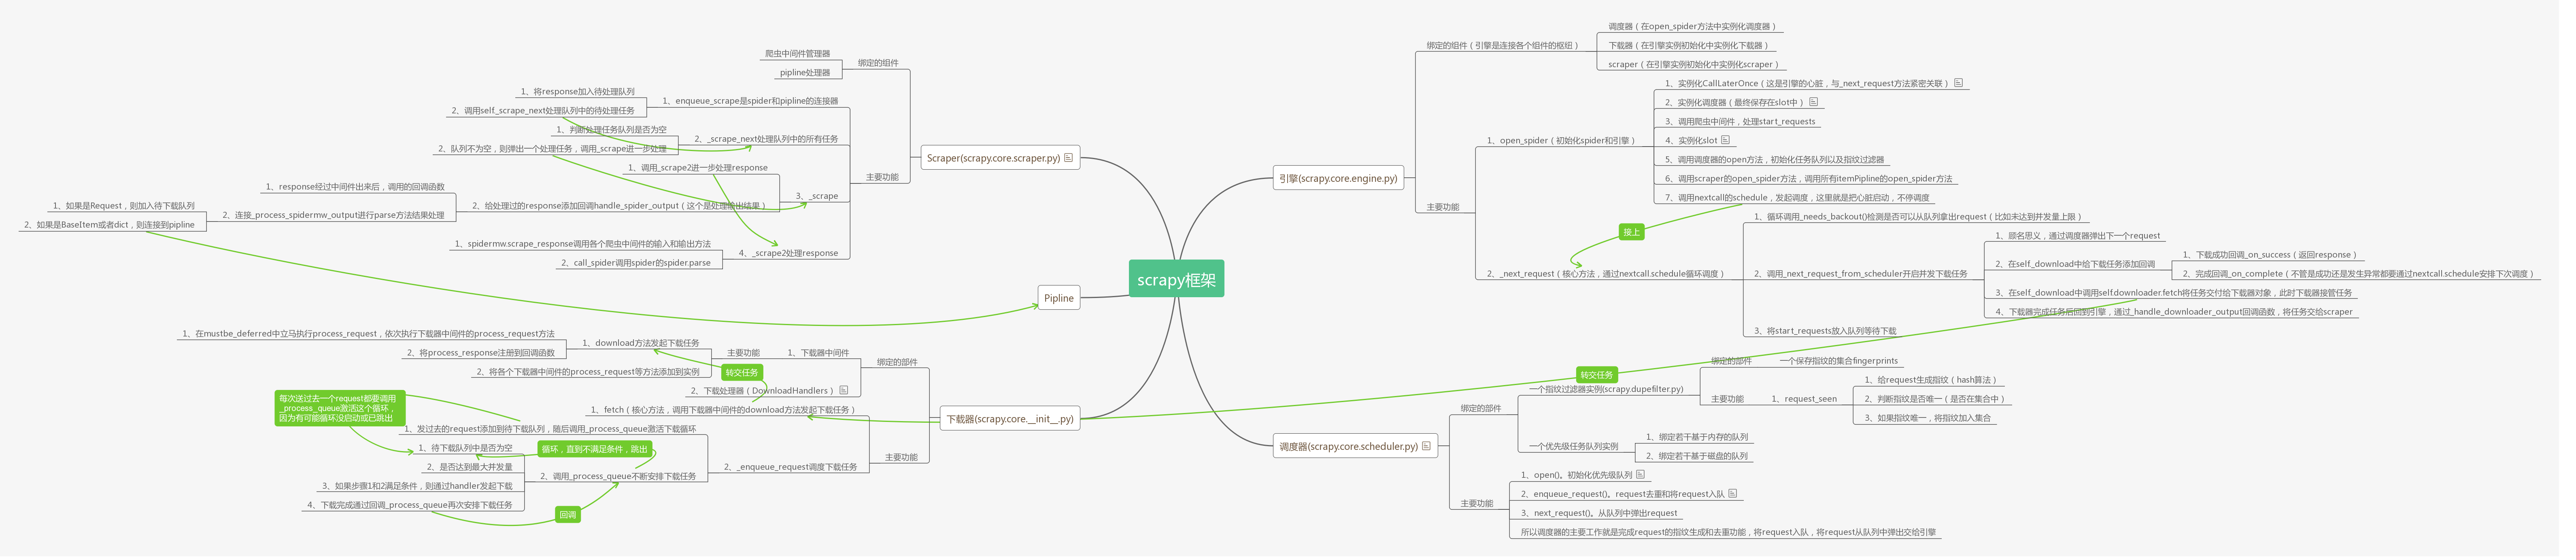 scrapy框架
引擎(scrapy.core.engine.py)
绑定的组件（引擎是连接各个组件的枢纽）
调度器（在open_spider方法中实例化调度器）
下载器（在引擎实例初始化中实例化下载器）
scraper（在引擎实例初始化中实例化scraper）
主要功能
1、open_spider（初始化spider和引擎）
1、实例化CallLaterOnce（这是引擎的心脏，与_next_request方法紧密关联）
2、实例化调度器（最终保存在slot中）
3、调用爬虫中间件，处理start_requests
4、实例化slot
5、调用调度器的open方法，初始化任务队列以及指纹过滤器
6、调用scraper的open_spider方法，调用所有itemPipline的open_spider方法
7、调用nextcall的schedule，发起调度，这里就是把心脏启动，不停调度
接上
2、_next_request（核心方法，通过nextcall.schedule循环调度）
1、循环调用_needs_backout()检测是否可以从队列拿出request（比如未达到并发量上限）
2、调用_next_request_from_scheduler开启并发下载任务
1、顾名思义，通过调度器弹出下一个request
2、在self_download中给下载任务添加回调
1、下载成功回调_on_success（返回response）
2、完成回调_on_complete（不管是成功还是发生异常都要通过nextcall.schedule安排下次调度）
3、在self_download中调用self.downloader.fetch将任务交付给下载器对象，此时下载器接管任务
4、下载器完成任务后回到引擎，通过_handle_downloader_output回调函数，将任务交给scraper
3、将start_requests放入队列等待下载
转交任务
调度器(scrapy.core.scheduler.py)
绑定的部件
一个指纹过滤器实例(scrapy.dupefilter.py)
绑定的部件
一个保存指纹的集合fingerprints
主要功能
1、request_seen
1、给request生成指纹（hash算法）
2、判断指纹是否唯一（是否在集合中）
3、如果指纹唯一，将指纹加入集合
一个优先级任务队列实例
1、绑定若干基于内存的队列
2、绑定若干基于磁盘的队列
主要功能
1、open()。初始化优先级队列
2、enqueue_request()。request去重和将request入队
3、next_request()。从队列中弹出request
所以调度器的主要工作就是完成request的指纹生成和去重功能，将request入队，将request从队列中弹出交给引擎
Scraper(scrapy.core.scraper.py)
绑定的组件
爬虫中间件管理器
pipline处理器
主要功能
1、enqueue_scrape是spider和pipline的连接器
1、将response加入待处理队列
2、调用self_scrape_next处理队列中的待处理任务
2、_scrape_next处理队列中的所有任务
1、判断处理任务队列是否为空
2、队列不为空，则弹出一个处理任务，调用_scrape进一步处理
3、_scrape
1、调用_scrape2进一步处理response
2、给处理过的response添加回调handle_spider_output（这个是处理输出结果）
1、response经过中间件出来后，调用的回调函数
2、连接_process_spidermw_output进行parse方法结果处理
1、如果是Request，则加入待下载队列
2、如果是BaseItem或者dict，则连接到pipline
4、_scrape2处理response
1、spidermw.scrape_response调用各个爬虫中间件的输入和输出方法
2、call_spider调用spider的spider.parse
Pipline
下载器(scrapy.core.__init__.py)
绑定的部件
1、下载器中间件
主要功能
1、download方法发起下载任务
1、在mustbe_deferred中立马执行process_request，依次执行下载器中间件的process_request方法
2、将process_response注册到回调函数
2、将各个下载器中间件的process_request等方法添加到实例
转交任务
2、下载处理器（DownloadHandlers）
主要功能
1、fetch（核心方法，调用下载器中间件的download方法发起下载任务）
2、_enqueue_request调度下载任务
1、发过去的request添加到待下载队列，随后调用_process_queue激活下载循环
2、调用_process_queue不断安排下载任务
1、待下载队列中是否为空
2、是否达到最大并发量
3、如果步骤1和2满足条件，则通过handler发起下载
4、下载完成通过回调_process_queue再次安排下载任务
每次送过去一个request都要调用
_process_queue激活这个循环，
因为有可能循环没启动或已跳出
循环，直到不满足条件，跳出
回调